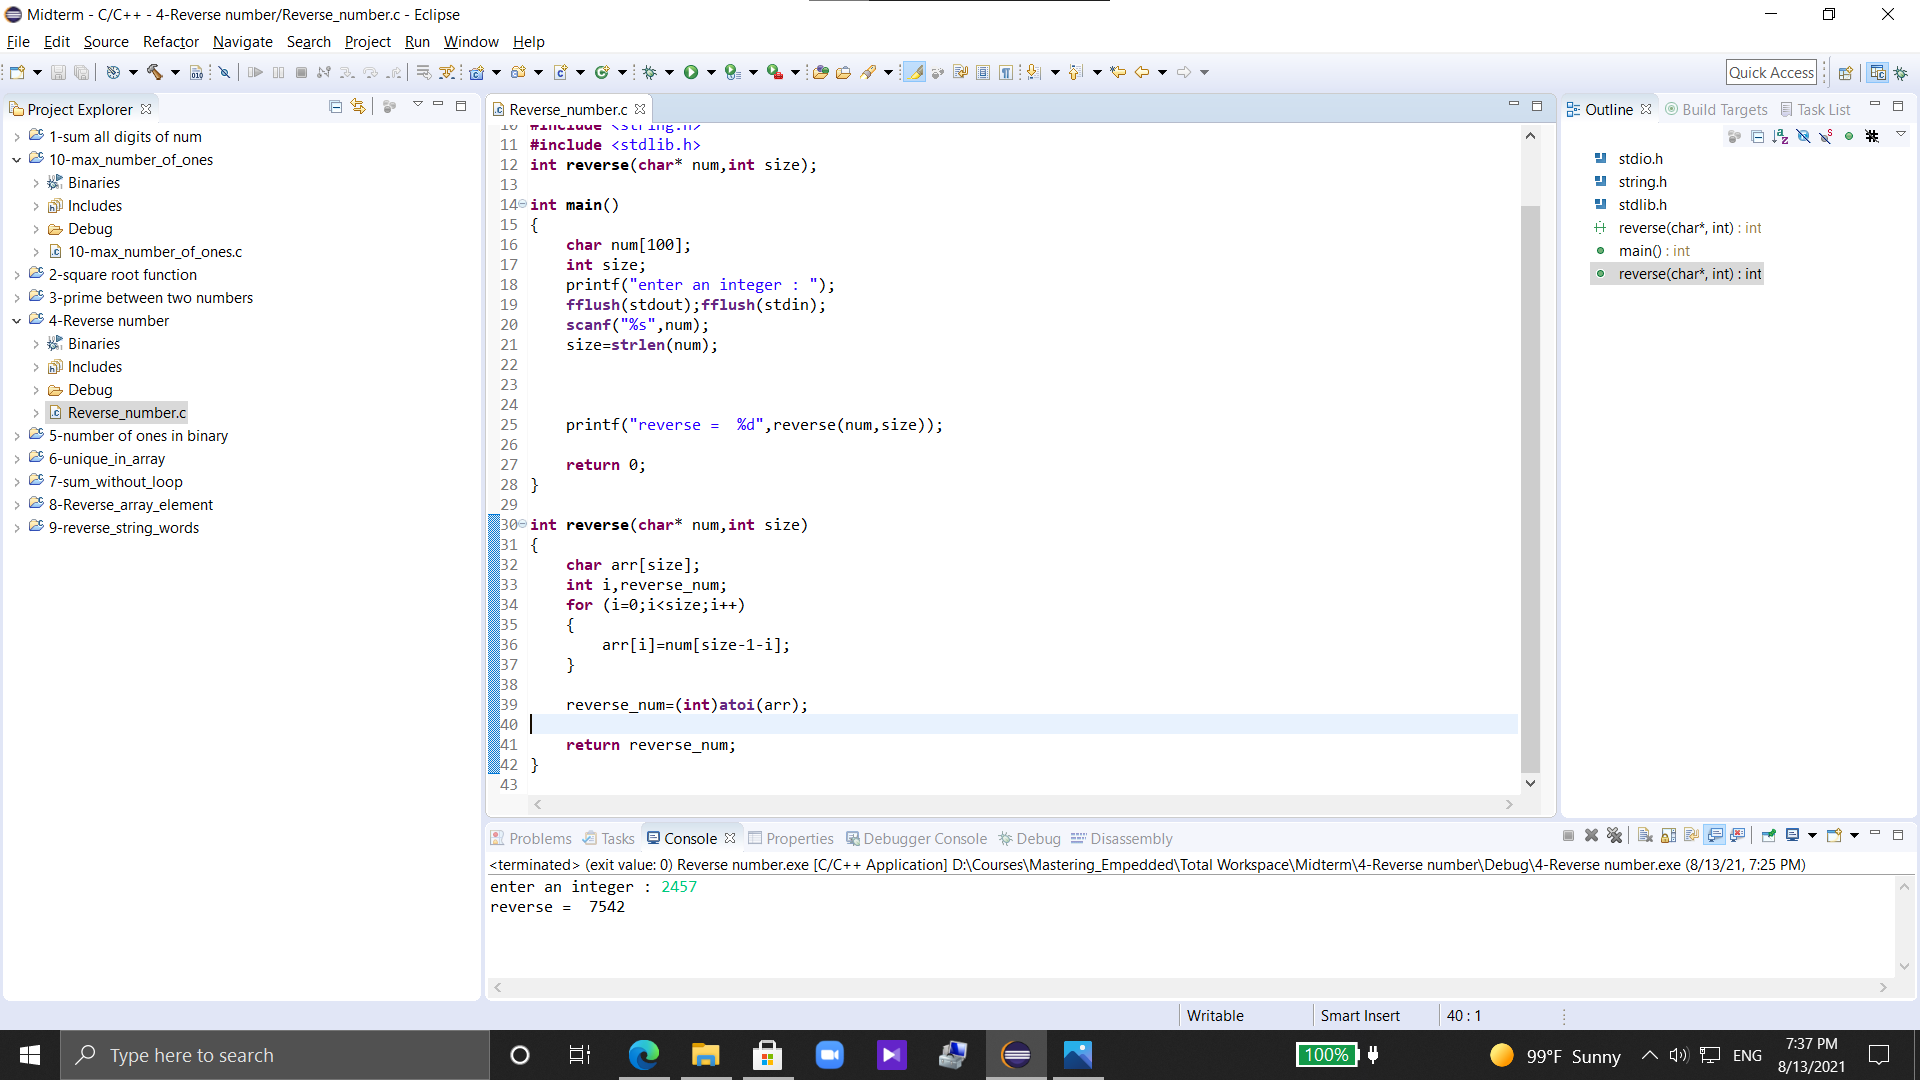 Midterm - C/C++ - 4-Reverse number/Reverse_number.c - Eclipse
File Edit Source Refactor Navigate Search Project Run Window Help
Quick Access
Project Explorer
1-sum all digits of num
10-max_number_of_ones
Binaries
Includes
Debug
10-max_number_of_ones.c
2-square root function
3-prime between two numbers
4-Reverse number
Binaries
Includes
Debug
Reverse_number.c
5-number of ones in binary
6-unique_in_array
7-sum_without_loop
8-Reverse_array_element
9-reverse_string_words
Reverse_number.c
10 #include <string.h>
11 #include <stdlib.h>
12 int reverse(char* num,int size);
13
14 int main()
15 {
16 char num[100];
17 int size;
18 printf("enter an integer : ");
19 fflush(stdout);fflush(stdin);
20 scanf("%s",num);
21 size=strlen(num);
22
23
24
25 printf("reverse =  %d",reverse(num,size));
26
27 return 0;
28 }
29
30 int reverse(char* num,int size)
31 {
32 char arr[size];
33 int i,reverse_num;
34 for (i=0;i<size;i++)
35 {
36 arr[i]=num[size-1-i];
37 }
38
39 reverse_num=(int)atoi(arr);
40
41 return reverse_num;
42 }
43
Outline Build Targets Task List
stdio.h
string.h
stdlib.h
reverse(char*, int) : int
main() : int
reverse(char*, int) : int
Problems Tasks Console Properties Debugger Console Debug Disassembly
<terminated> (exit value: 0) Reverse number.exe [C/C++ Application] D:\Courses\Mastering_Empedded\Total Workspace\Midterm\4-Reverse number\Debug\4-Reverse number.exe (8/13/21, 7:25 PM)
enter an integer : 2457
reverse =  7542
Writable Smart Insert 40 : 1
Type here to search
100%
99°F Sunny
ENG
7:37 PM
8/13/2021